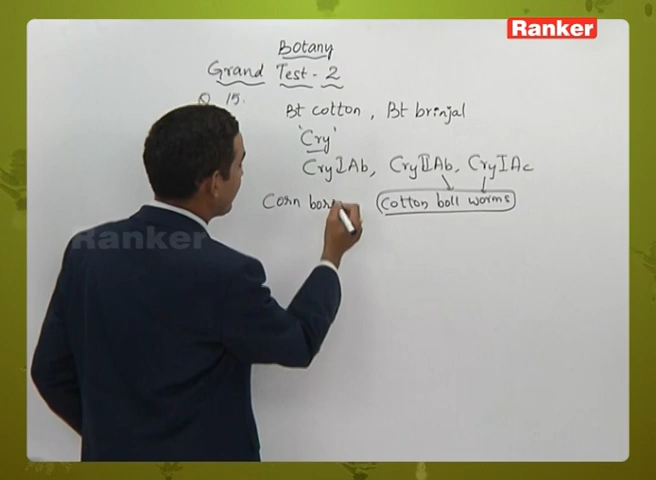 Ranker
Botany
Grand Test - 2
Q 15.
Bt cotton , Bt brinjal
'Cry'
CryIAb, CryIIAb, CryIAc
Corn bor Cotton boll worms
Ranker